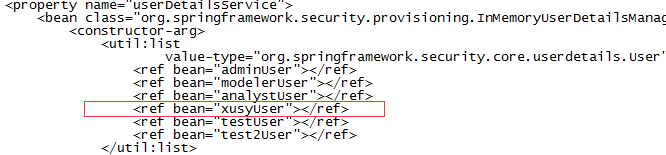 <property name="userDetailsService">
<bean class="org.springframework.security.provisioning.InMemoryUserDetailsManag
<constructor-arg>
<util:list
value-type="org.springframework.security.core.userdetails.User"
<ref bean="adminUser"></ref>
<ref bean="modelerUser"></ref>
<ref bean="analystUser"></ref>
<ref bean="xusyUser"></ref>
<ref bean="testUser"></ref>
<ref bean="test2User"></ref>
</util:list>